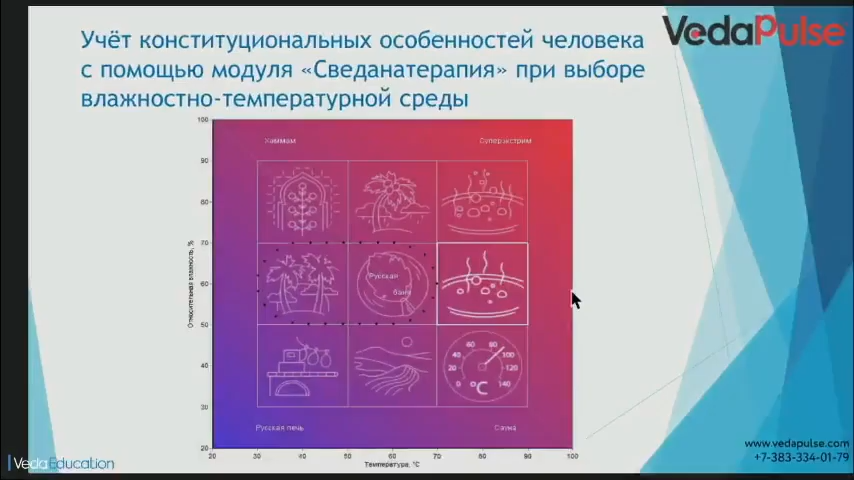 Учёт конституциональных особенностей человека
с помощью модуля «Сведанатерапия» при выборе
влажностно-температурной среды
VedaPulse
100
90
80
70
60
50
40
30
20
Относительная влажность, %
Хаммам
Суперэкстрим
Русская
баня
60 80
40 100
20 120
0 °C 140
Русская печь
Сауна
20 30 40 50 60 70 80 90 100
Температура, °C
VedaEducation
www.vedapulse.com
+7-383-334-01-79